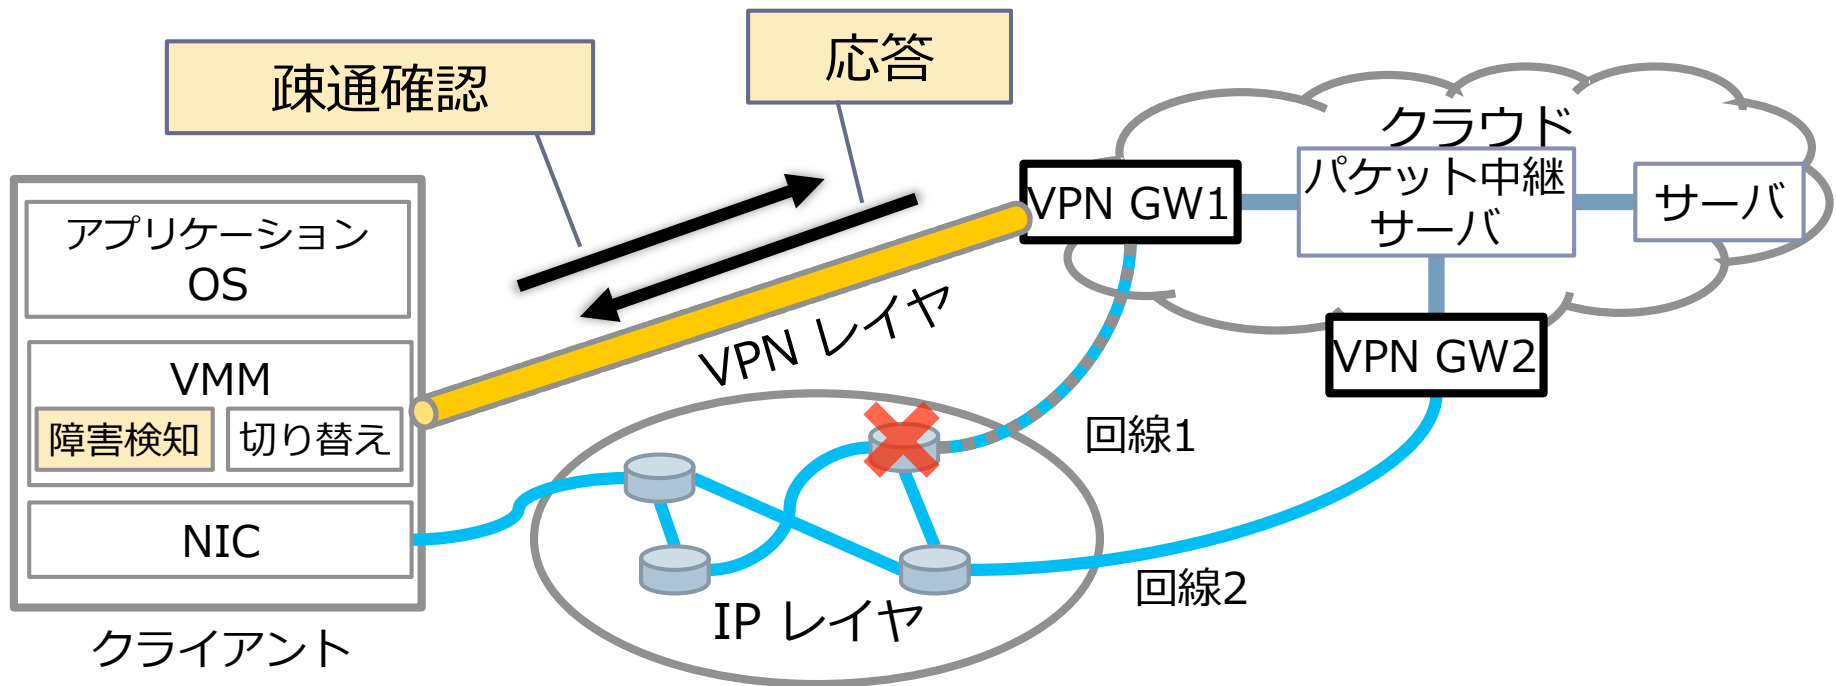 疎通確認
応答
クラウド
VPN GW1
パケット中継
サーバ
サーバ
アプリケーション
OS
VPN レイヤ
VPN GW2
VMM
障害検知
切り替え
回線1
NIC
回線2
IP レイヤ
クライアント